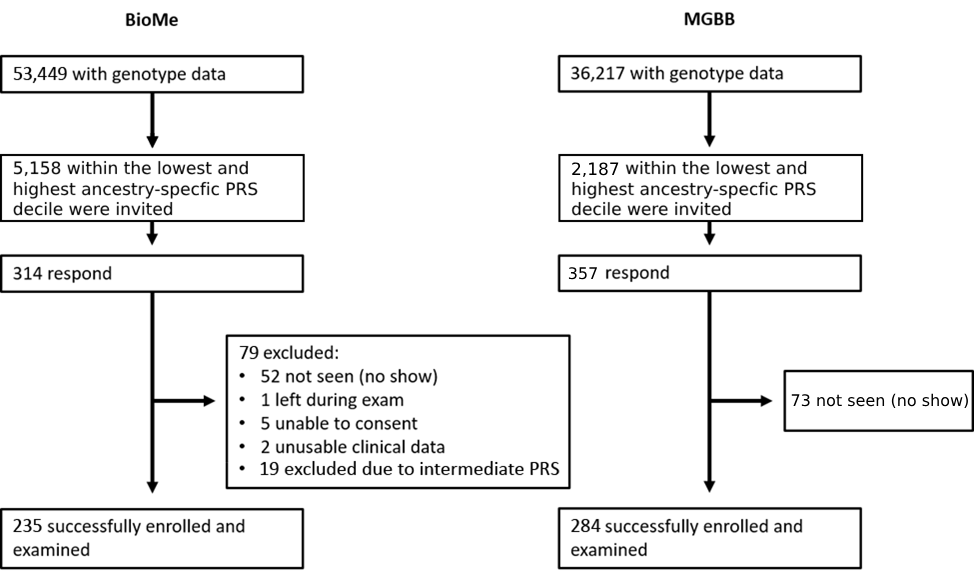 BioMe
53,449 with genotype data
5,158 within the lowest and
highest ancestry-specfic PRS
decile were invited
314 respond
79 excluded:
• 52 not seen (no show)
• 1 left during exam
• 5 unable to consent
• 2 unusable clinical data
• 19 excluded due to intermediate PRS
235 successfully enrolled and
examined
MGBB
36,217 with genotype data
2,187 within the lowest and
highest ancestry-specfic PRS
decile were invited
357 respond
73 not seen (no show)
284 successfully enrolled and
examined